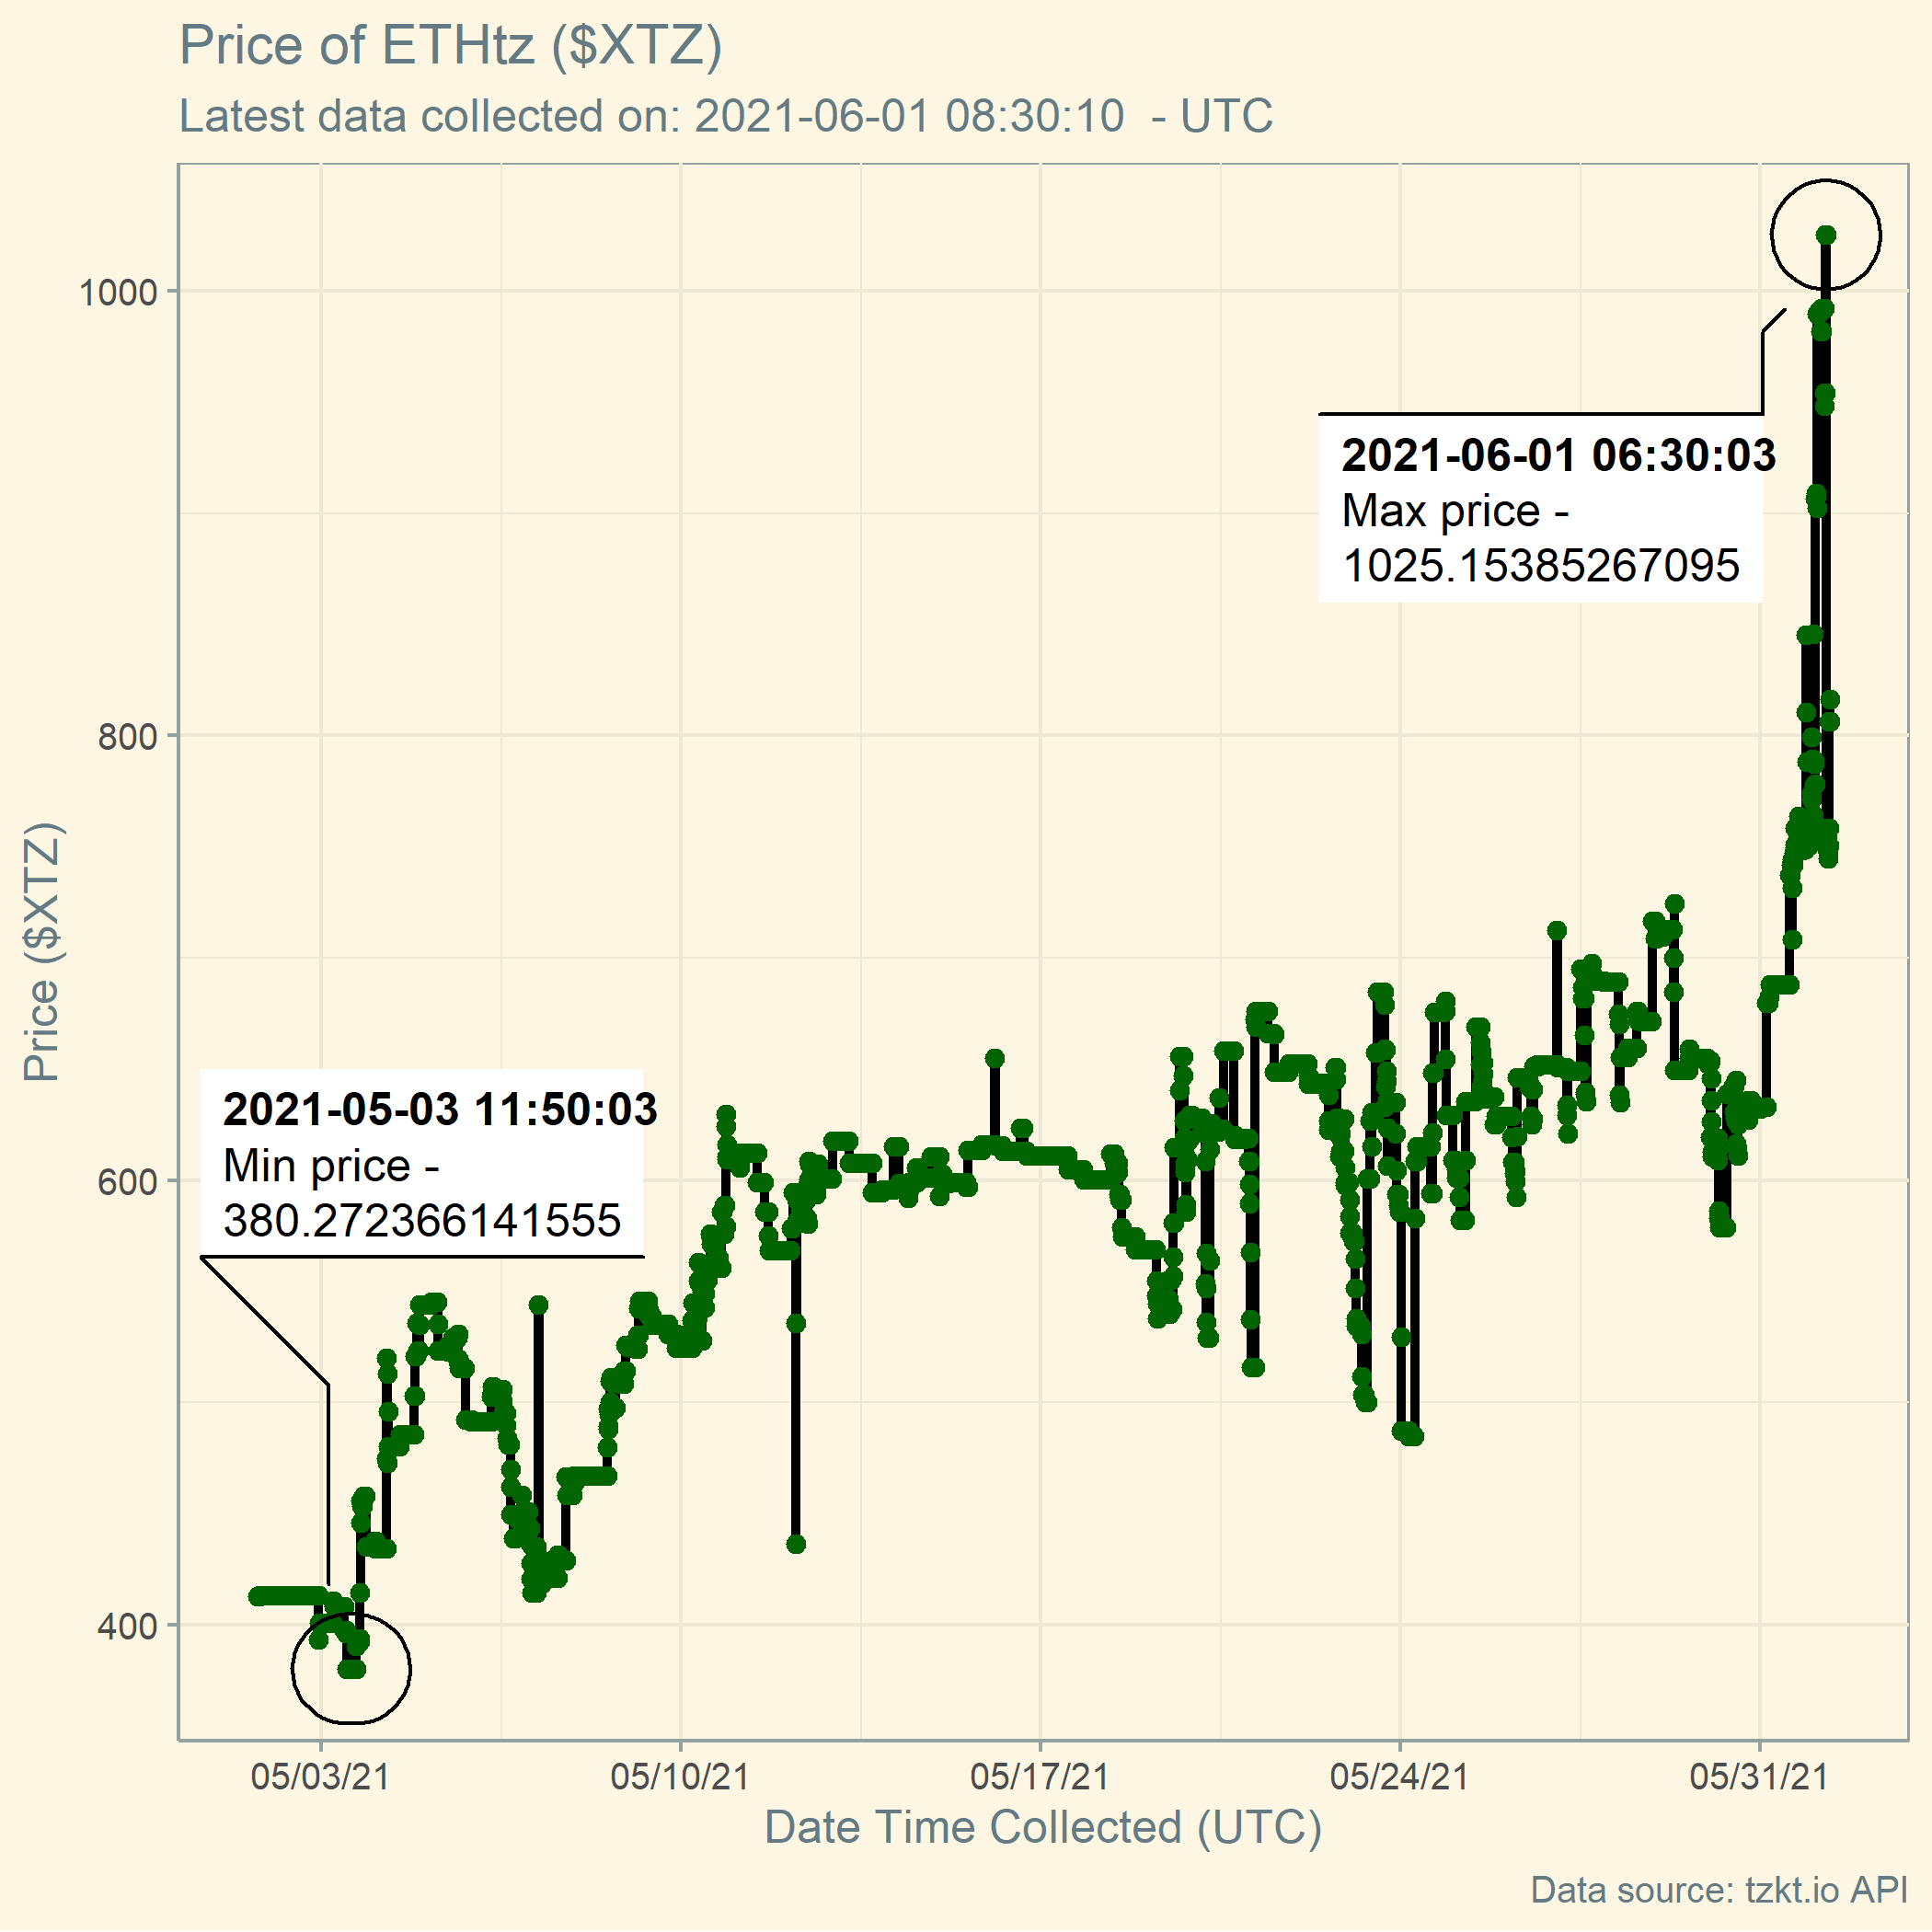 Price of ETHtz ($XTZ)
Latest data collected on: 2021-06-01 08:30:10  - UTC
1000
800
600
400
Price ($XTZ)
2021-06-01 06:30:03
Max price -
1025.15385267095
2021-05-03 11:50:03
Min price -
380.272366141555
05/03/21
05/10/21
05/17/21
05/24/21
05/31/21
Date Time Collected (UTC)
Data source: tzkt.io API